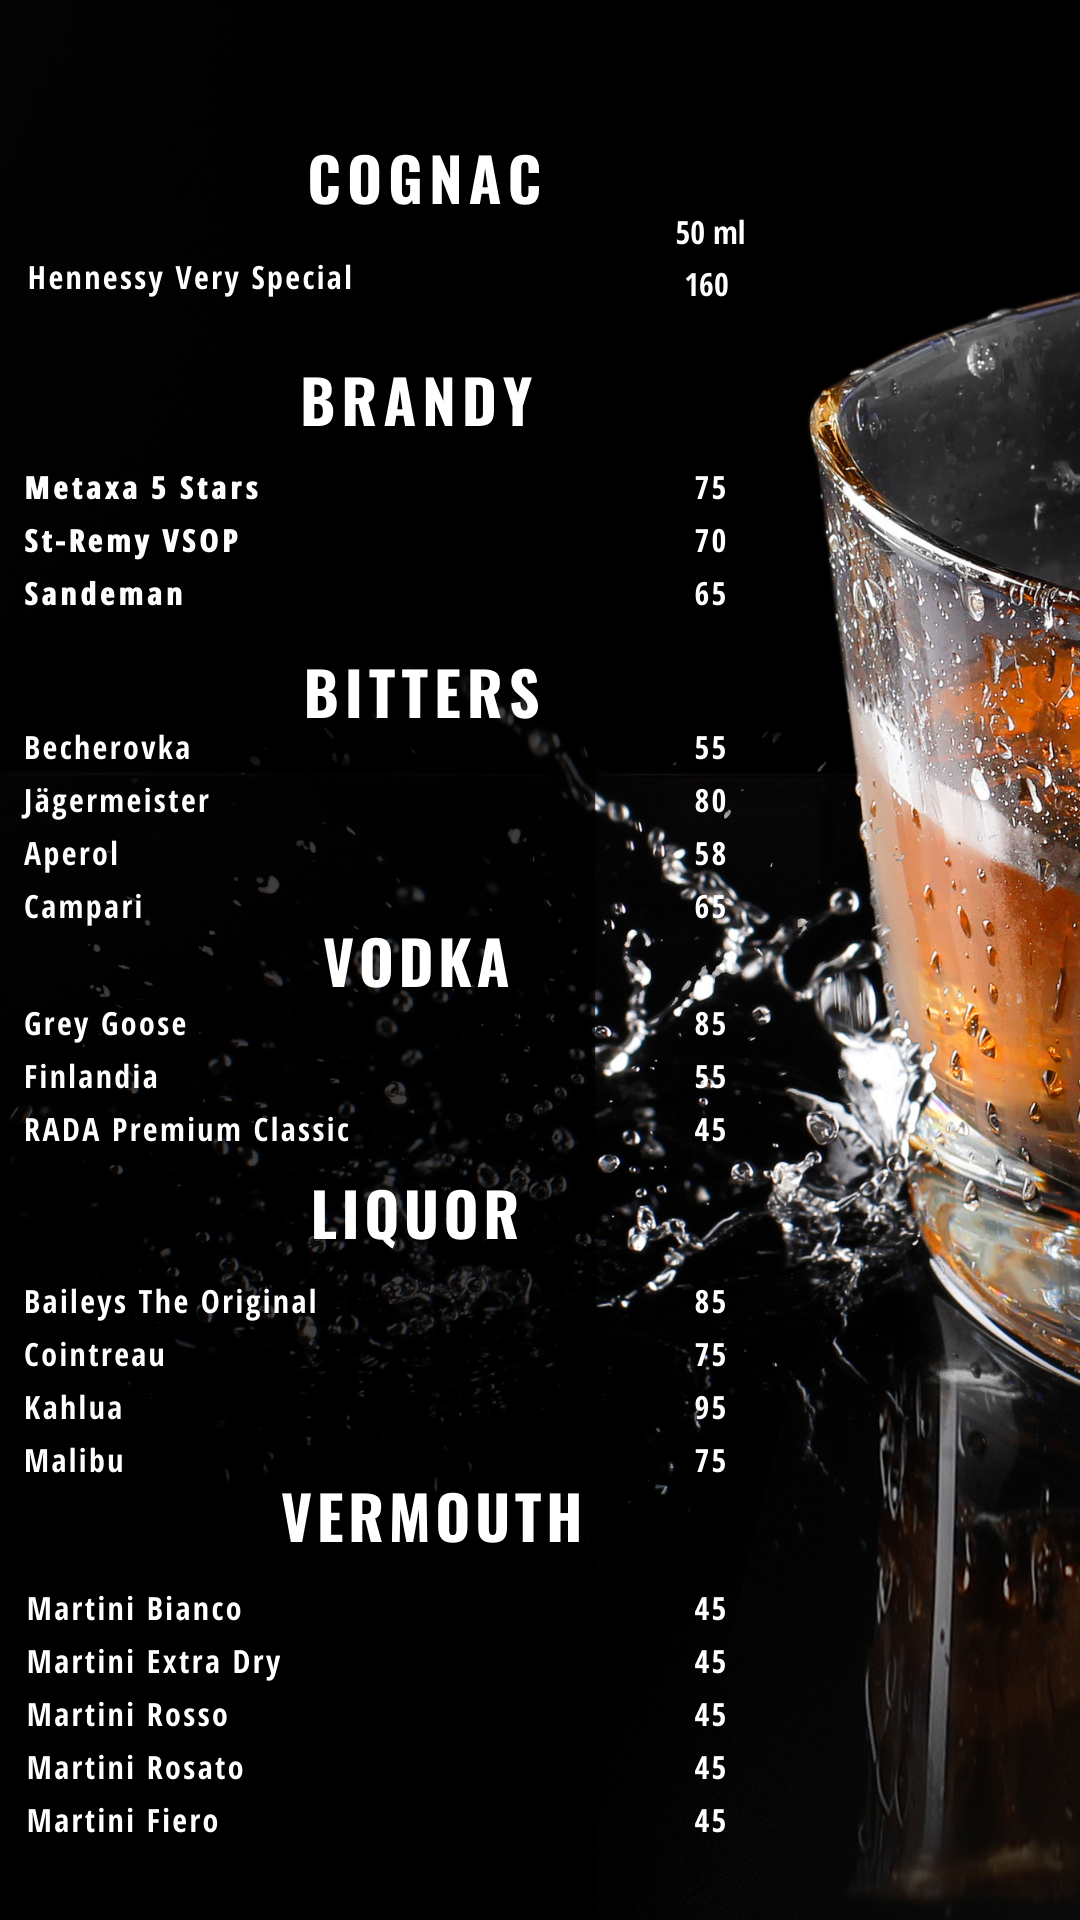 COGNAC
50 ml
Hennessy Very Special 160
BRANDY
Metaxa 5 Stars 75
St-Remy VSOP 70
Sandeman 65
BITTERS
Becherovka 55
Jägermeister 80
Aperol 58
Campari 65
VODKA
Grey Goose 85
Finlandia 55
RADA Premium Classic 45
LIQUOR
Baileys The Original 85
Cointreau 75
Kahlua 95
Malibu 75
VERMOUTH
Martini Bianco 45
Martini Extra Dry 45
Martini Rosso 45
Martini Rosato 45
Martini Fiero 45